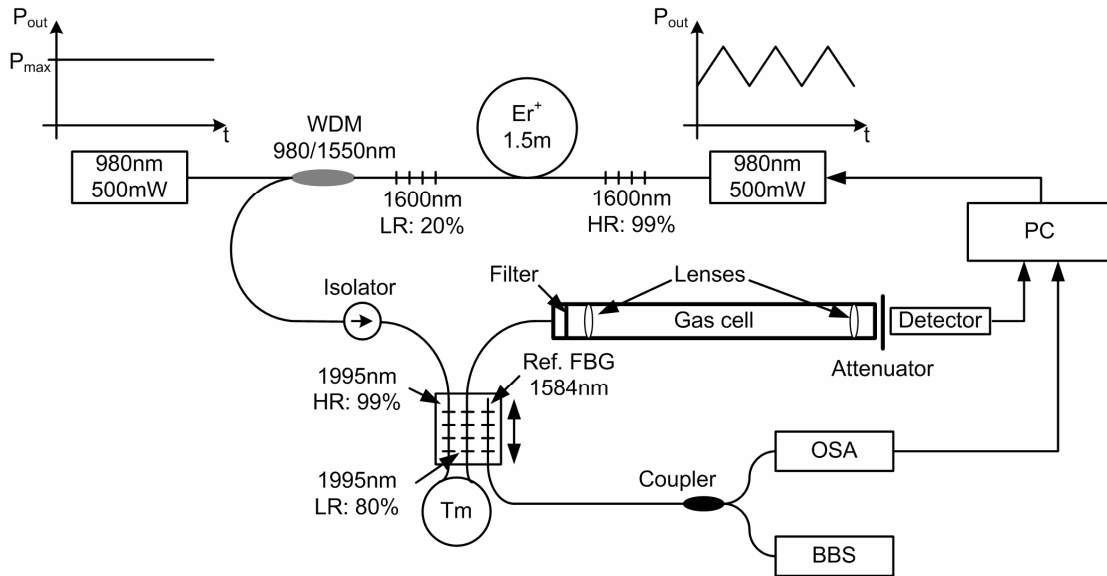 Pout
Pmax
t
980nm
500mW
WDM
980/1550nm
1600nm
LR: 20%
Er+
1.5m
1600nm
HR: 99%
Pout
t
980nm
500mW
PC
Isolator
Filter
Lenses
Gas cell
Detector
Attenuator
1995nm
HR: 99%
Ref. FBG
1584nm
1995nm
LR: 80%
Tm
Coupler
OSA
BBS